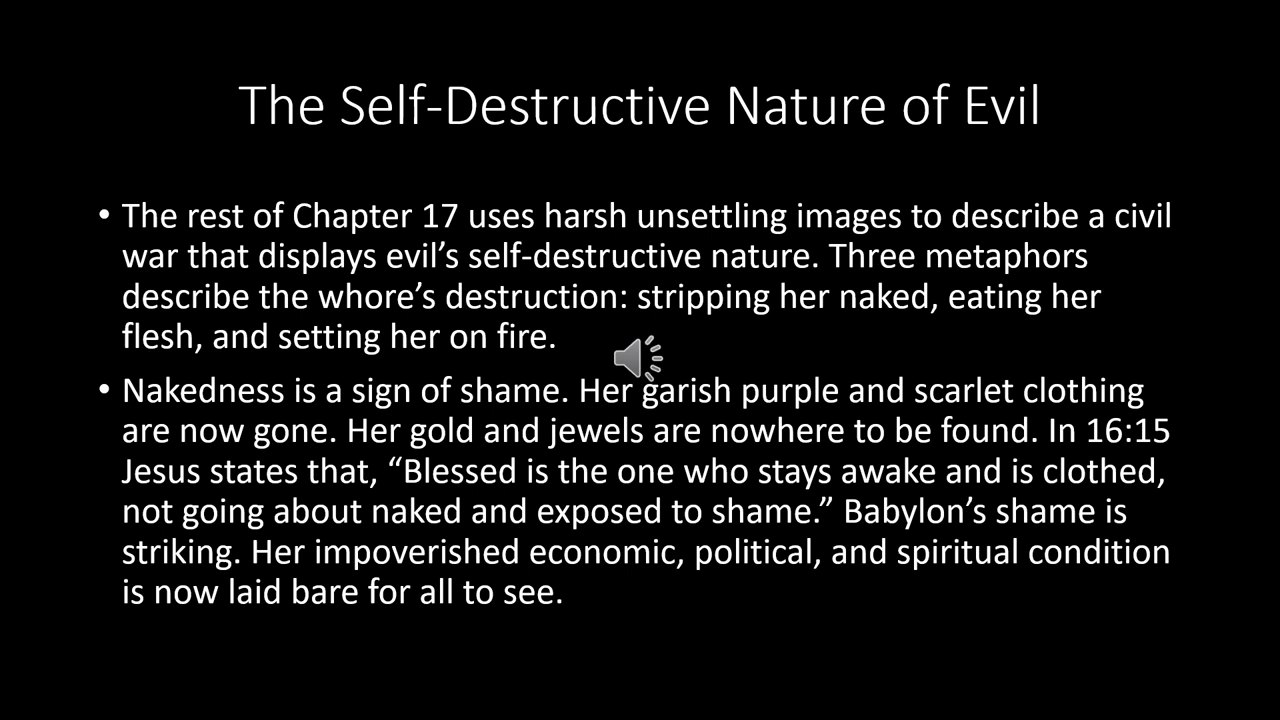 The Self-Destructive Nature of Evil
• The rest of Chapter 17 uses harsh unsettling images to describe a civil
war that displays evil’s self-destructive nature. Three metaphors
describe the whore’s destruction: stripping her naked, eating her
flesh, and setting her on fire.
• Nakedness is a sign of shame. Her garish purple and scarlet clothing
are now gone. Her gold and jewels are nowhere to be found. In 16:15
Jesus states that, “Blessed is the one who stays awake and is clothed,
not going about naked and exposed to shame.” Babylon’s shame is
striking. Her impoverished economic, political, and spiritual condition
is now laid bare for all to see.